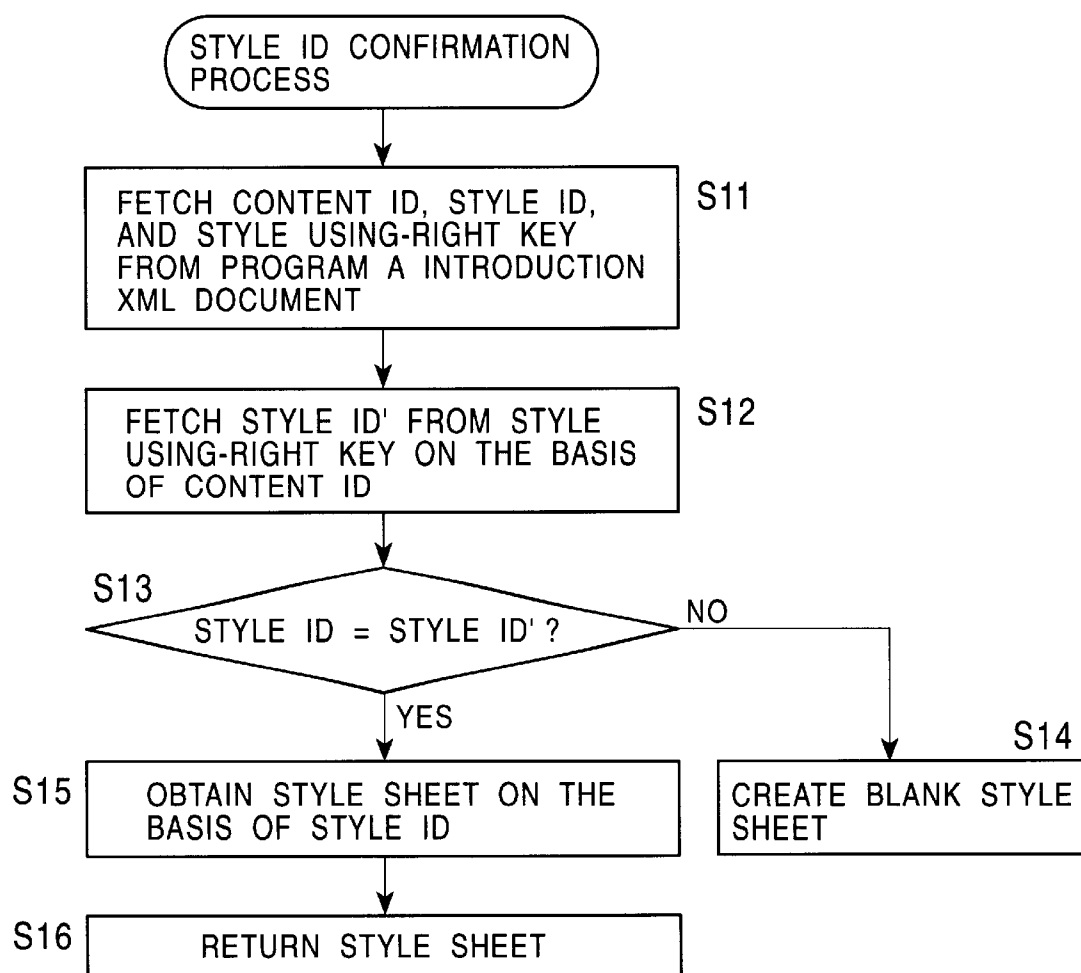 STYLE ID CONFIRMATION
PROCESS
FETCH CONTENT ID, STYLE ID,
AND STYLE USING-RIGHT KEY
FROM PROGRAM A INTRODUCTION
XML DOCUMENT
S11
FETCH STYLE ID' FROM STYLE
USING-RIGHT KEY ON THE BASIS
OF CONTENT ID
S12
S13
STYLE ID = STYLE ID' ?
NO
YES
S14
CREATE BLANK STYLE
SHEET
S15
OBTAIN STYLE SHEET ON THE
BASIS OF STYLE ID
S16
RETURN STYLE SHEET